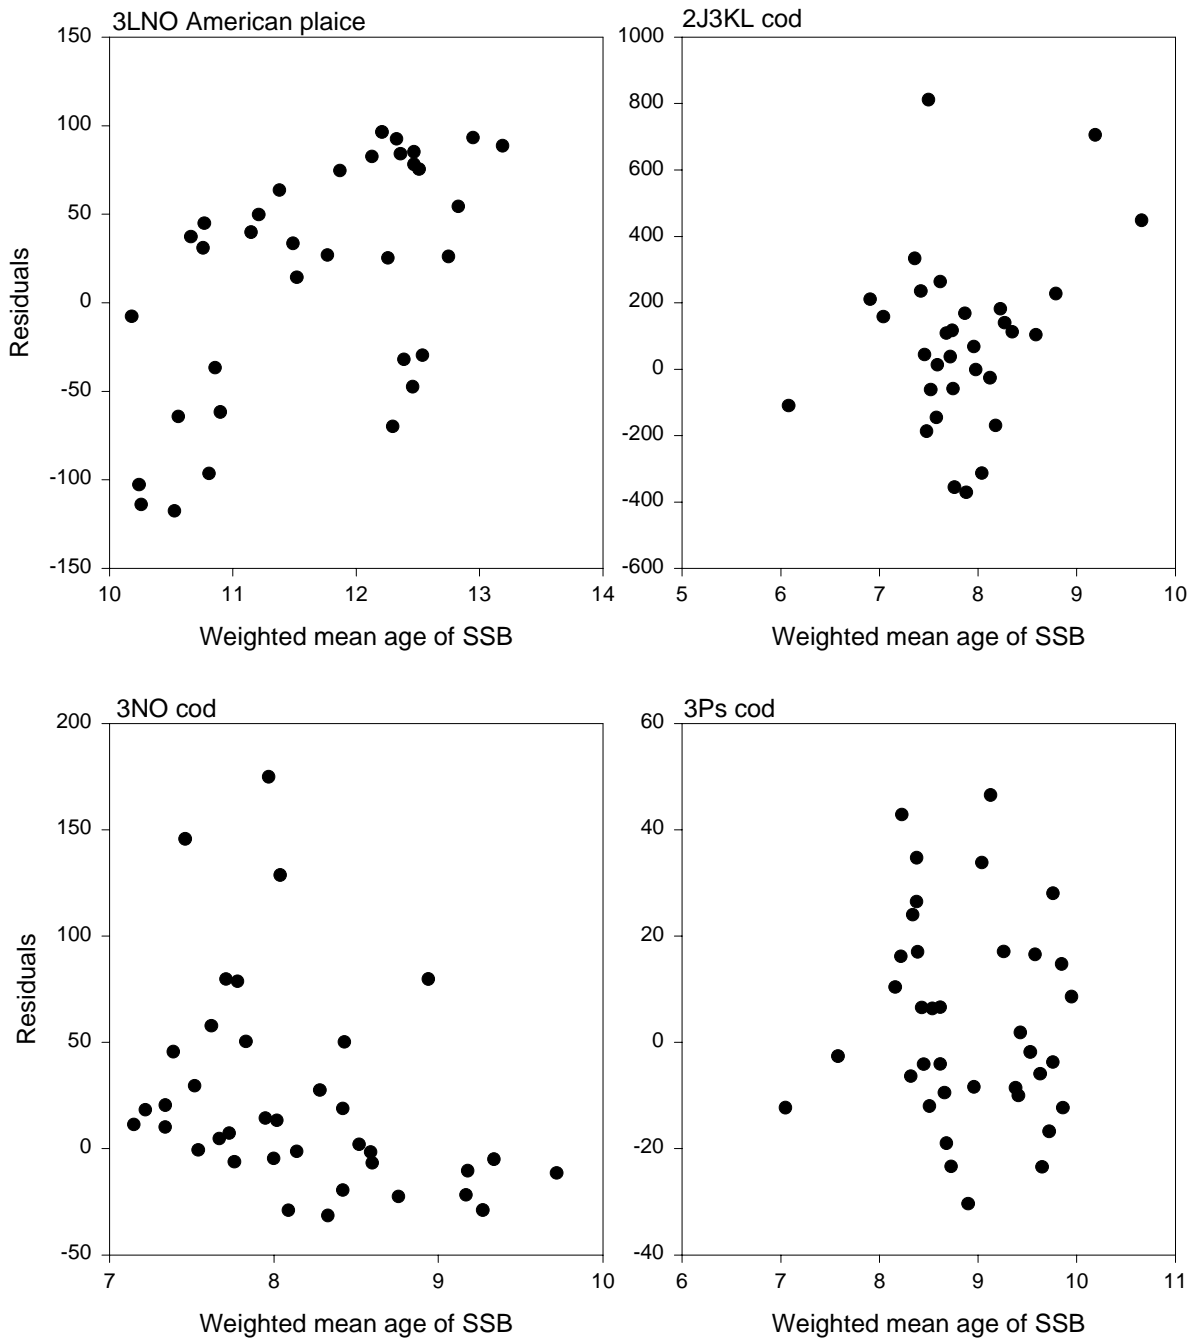 3LNO American plaice
150
100
50
0
-50
-100
-150
10 11 12 13 14
Residuals
Weighted mean age of SSB
2J3KL cod
1000
800
600
400
200
0
-200
-400
-600
5 6 7 8 9 10
Weighted mean age of SSB
3NO cod
200
150
100
50
0
-50
7 8 9 10
Residuals
Weighted mean age of SSB
3Ps cod
60
40
20
0
-20
-40
6 7 8 9 10 11
Weighted mean age of SSB